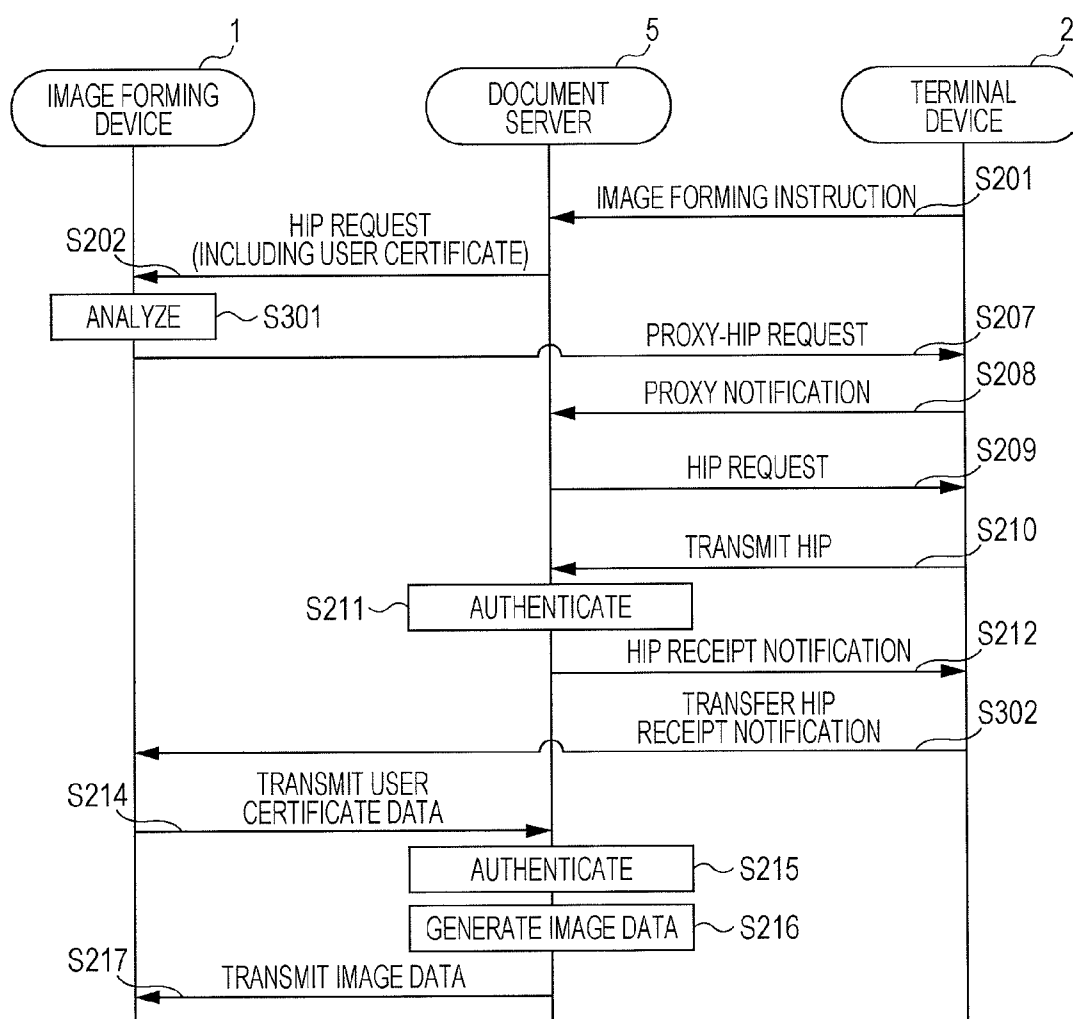 1
5
2
IMAGE FORMING
DEVICE
DOCUMENT
SERVER
TERMINAL
DEVICE
S201
IMAGE FORMING INSTRUCTION
HIP REQUEST
(INCLUDING USER CERTIFICATE)
S202
ANALYZE
S301
S207
PROXY-HIP REQUEST
S208
PROXY NOTIFICATION
S209
HIP REQUEST
S210
TRANSMIT HIP
S211
AUTHENTICATE
S212
HIP RECEIPT NOTIFICATION
TRANSFER HIP
RECEIPT NOTIFICATION
S302
S214
TRANSMIT USER
CERTIFICATE DATA
AUTHENTICATE
S215
GENERATE IMAGE DATA
S216
S217
TRANSMIT IMAGE DATA